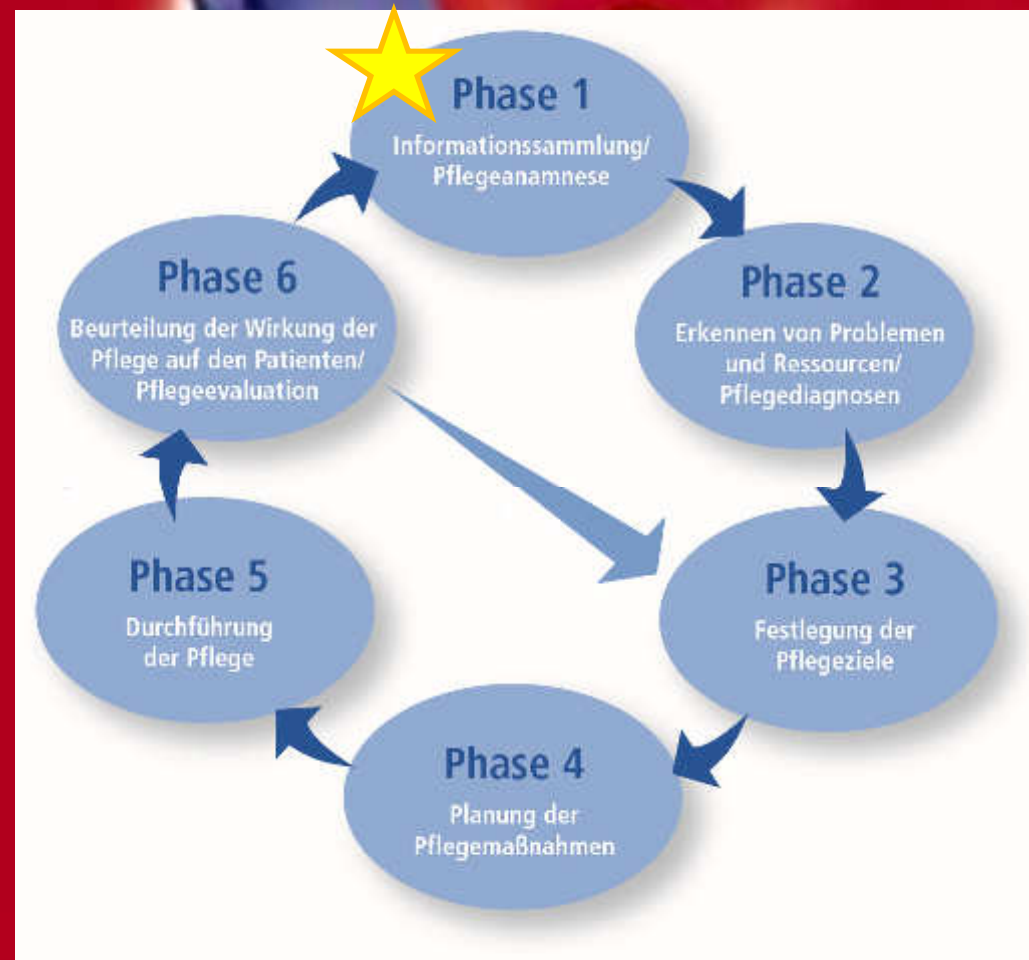 Phase 1
Informationssammlung/
Pflegeanamnese
Phase 2
Erkennen von Problemen
und Ressourcen/
Pflegediagnosen
Phase 3
Festlegung der
Pflegeziele
Phase 4
Planung der
Pflegemaßnahmen
Phase 5
Durchführung
der Pflege
Phase 6
Beurteilung der Wirkung der
Pflege auf den Patienten/
Pflegeevaluation